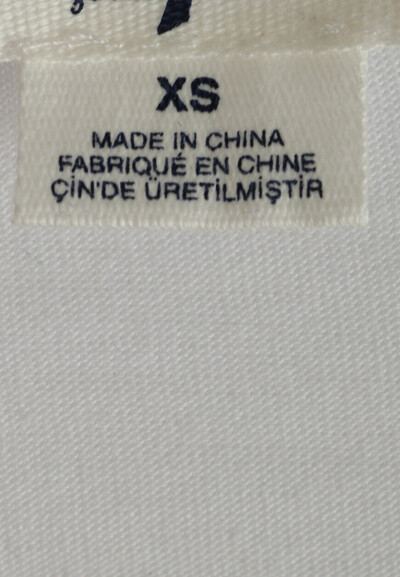 XS
MADE IN CHINA
FABRIQUÉ EN CHINE
ÇİN'DE ÜRETİLMİŞTİR